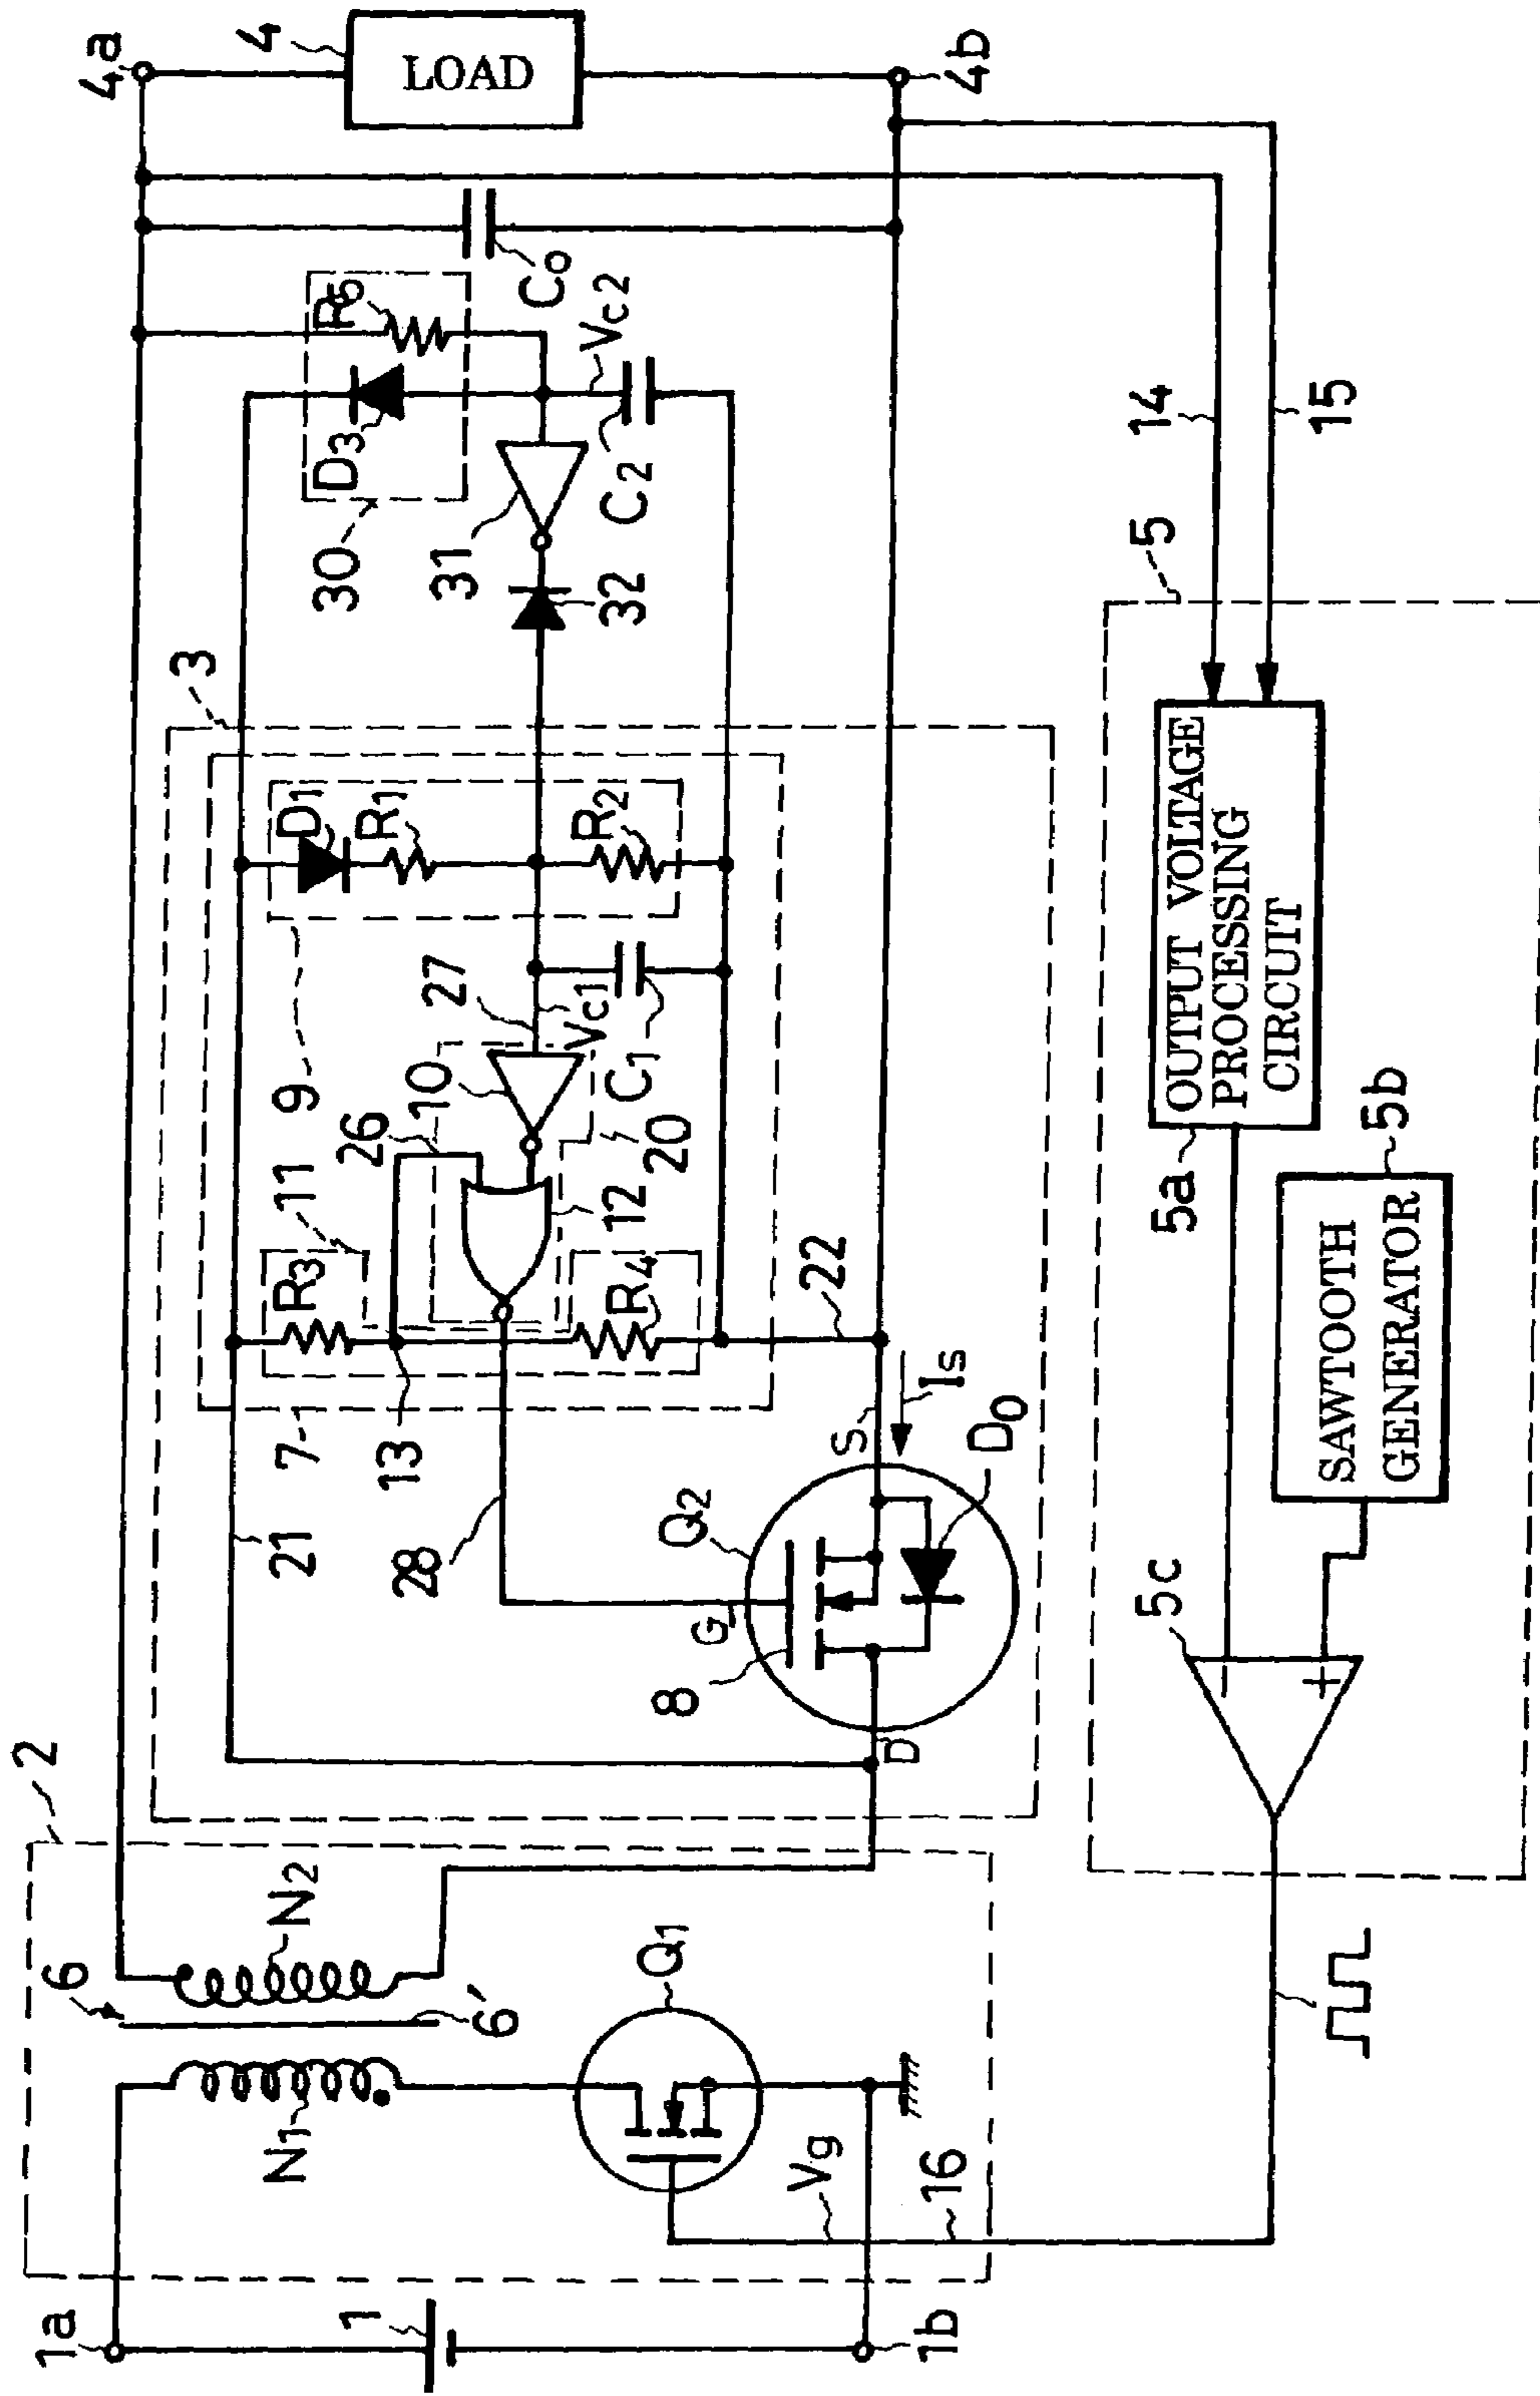 2
6
N1
N2
6'
1a
1
1b
Q1
Vg
16
3
21
7
11
R3
13
26
9
D1
R1
R2
10
27
Vc1
C1
20
12
R4
28
22
G
Q2
8
D
S
Is
D0
30
D3
R5
31
32
C2
Vc2
Co
4a
4
LOAD
4b
14
15
5
5a
OUTPUT VOLTAGE
PROCESSING
CIRCUIT
5b
SAWTOOTH
GENERATOR
5c
−
+